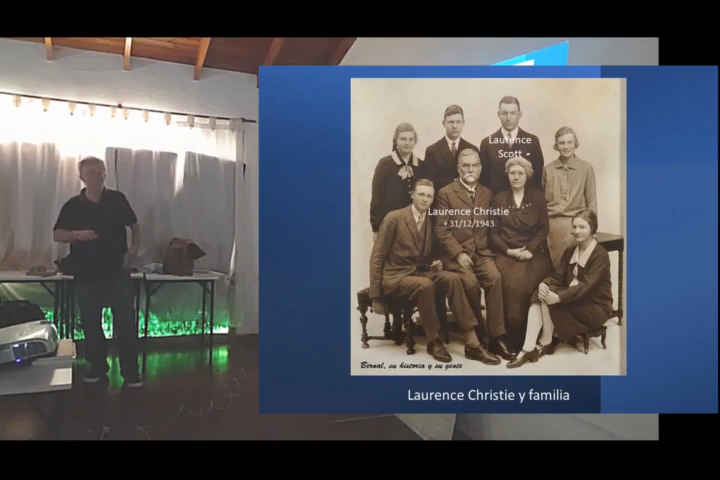 Laurence
Scott
Laurence Christie
+ 31/12/1943
Bernal, su historia y su gente
Laurence Christie y familia